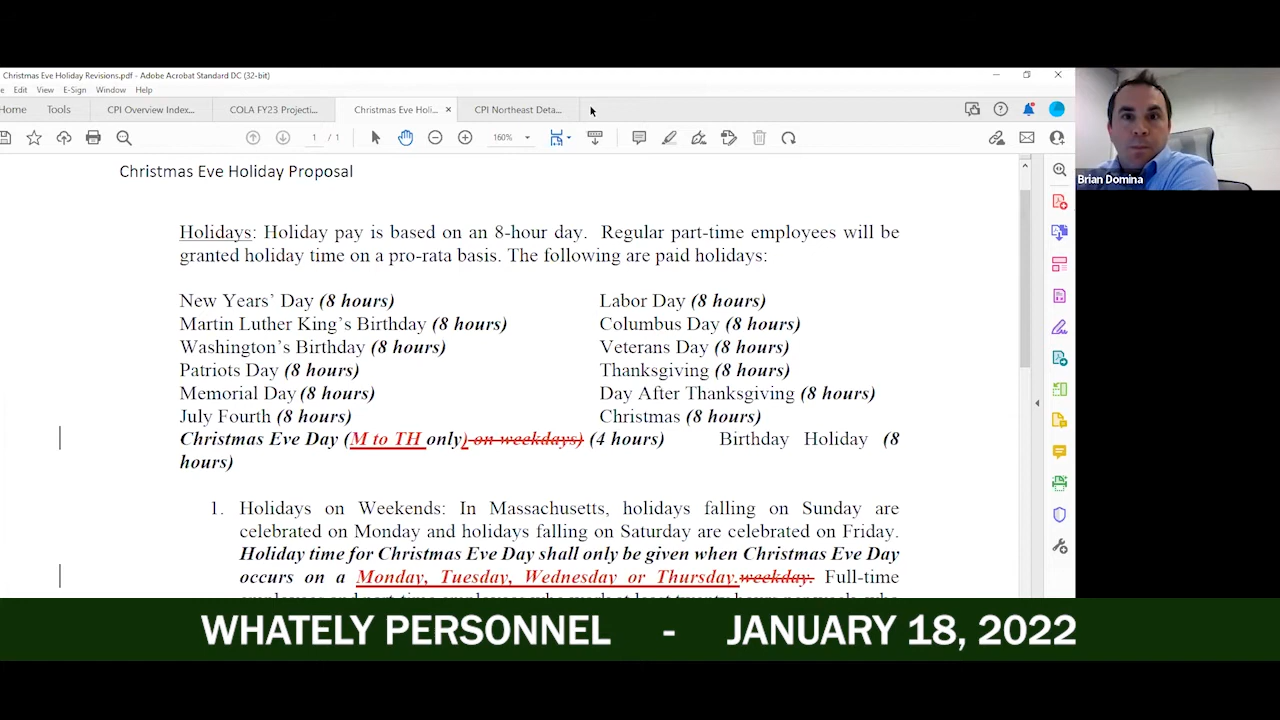 Christmas Eve Holiday Revisions.pdf - Adobe Acrobat Standard DC (32-bit)
Edit View E-Sign Window Help
Home Tools CPI Overview Index... COLA FY23 Projecti... Christmas Eve Holi... × CPI Northeast Deta...
1 / 1 160%
Christmas Eve Holiday Proposal
Holidays: Holiday pay is based on an 8-hour day. Regular part-time employees will be
granted holiday time on a pro-rata basis. The following are paid holidays:
New Years’ Day (8 hours) Labor Day (8 hours)
Martin Luther King’s Birthday (8 hours) Columbus Day (8 hours)
Washington’s Birthday (8 hours) Veterans Day (8 hours)
Patriots Day (8 hours) Thanksgiving (8 hours)
Memorial Day (8 hours) Day After Thanksgiving (8 hours)
July Fourth (8 hours) Christmas (8 hours)
Christmas Eve Day (M to TH only) on weekdays) (4 hours) Birthday Holiday (8
hours)
1. Holidays on Weekends: In Massachusetts, holidays falling on Sunday are
celebrated on Monday and holidays falling on Saturday are celebrated on Friday.
Holiday time for Christmas Eve Day shall only be given when Christmas Eve Day
occurs on a Monday, Tuesday, Wednesday or Thursday. weekday. Full-time
Brian Domina
WHATELY PERSONNEL - JANUARY 18, 2022